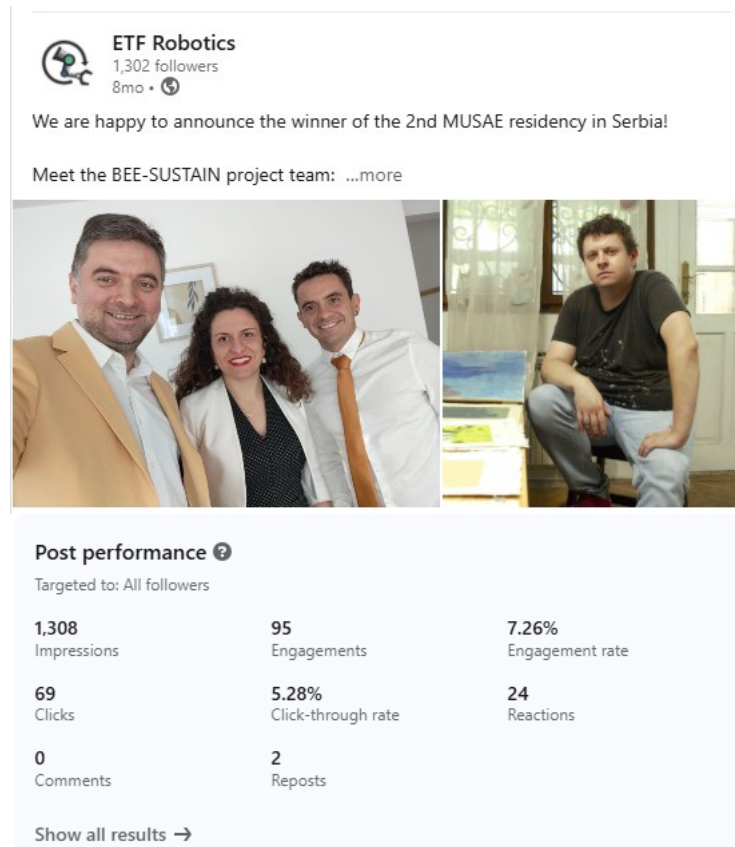 ETF Robotics
1,302 followers
8mo •
We are happy to announce the winner of the 2nd MUSAE residency in Serbia!
Meet the BEE-SUSTAIN project team: ...more
Post performance ?
Targeted to: All followers
1,308 95 7.26%
Impressions Engagements Engagement rate
69 5.28% 24
Clicks Click-through rate Reactions
0 2
Comments Reposts
Show all results →